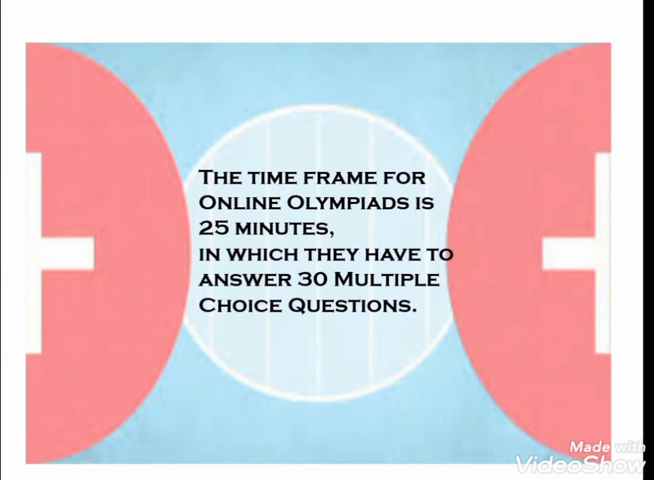 The time frame for
Online Olympiads is
25 minutes,
in which they have to
answer 30 Multiple
Choice Questions.
Made with
VideoShow